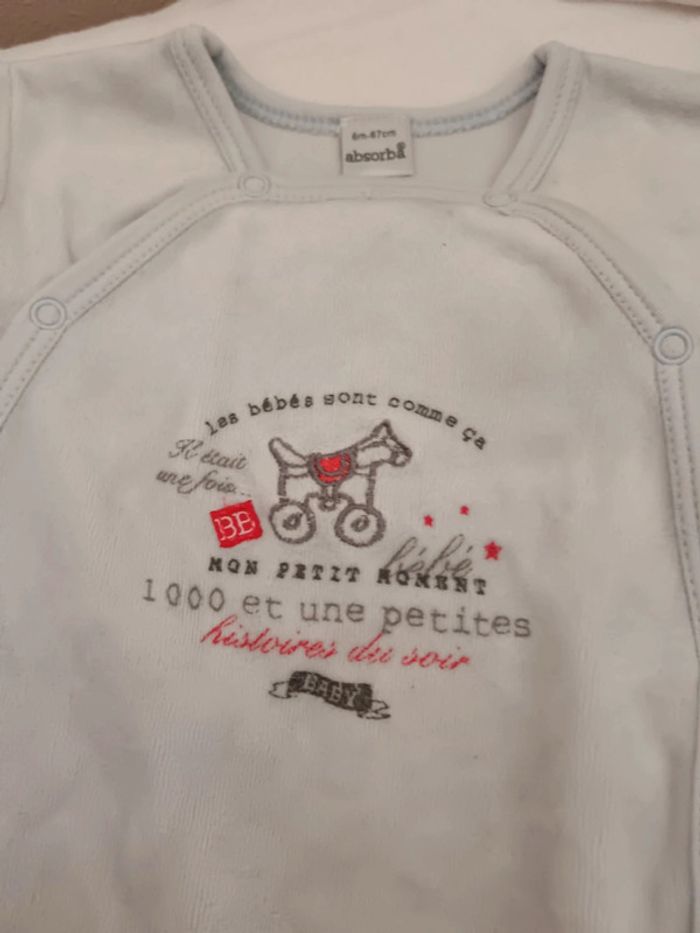 6m-67cm
absorba
les bébés sont comme ça
Il était
une fois...
BB
bébé
MON PETIT MOMENT
1000 et une petites
histoires du soir
BABY